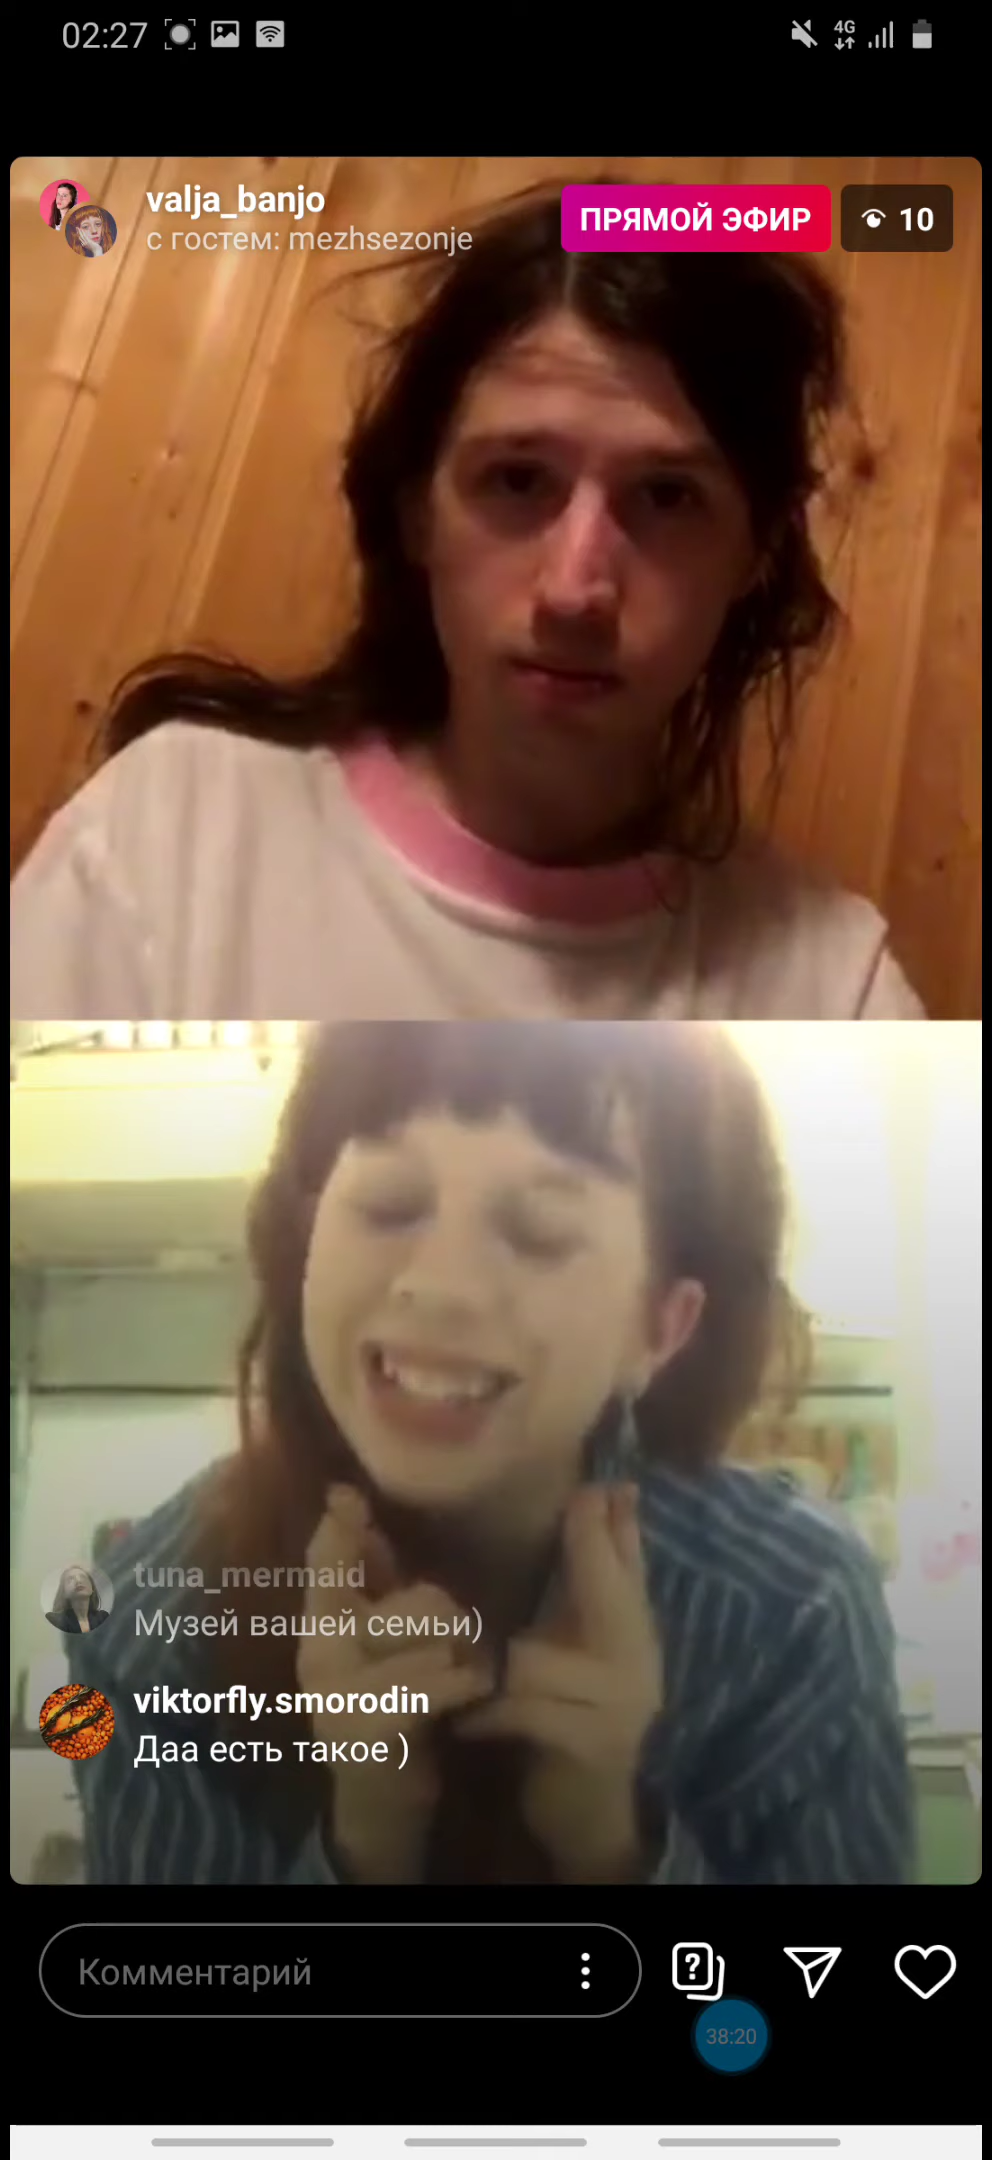 02:27
4G
valja_banjo
с гостем: mezhsezonje
ПРЯМОЙ ЭФИР
10
tuna_mermaid
Музей вашей семьи)
viktorfly.smorodin
Даа есть такое )
Комментарий
38:20